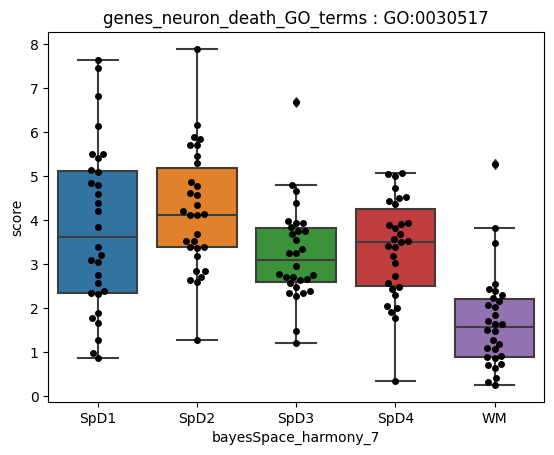 genes_neuron_death_GO_terms : GO:0030517
score
8
7
6
5
4
3
2
1
0
SpD1 SpD2 SpD3 SpD4 WM
bayesSpace_harmony_7